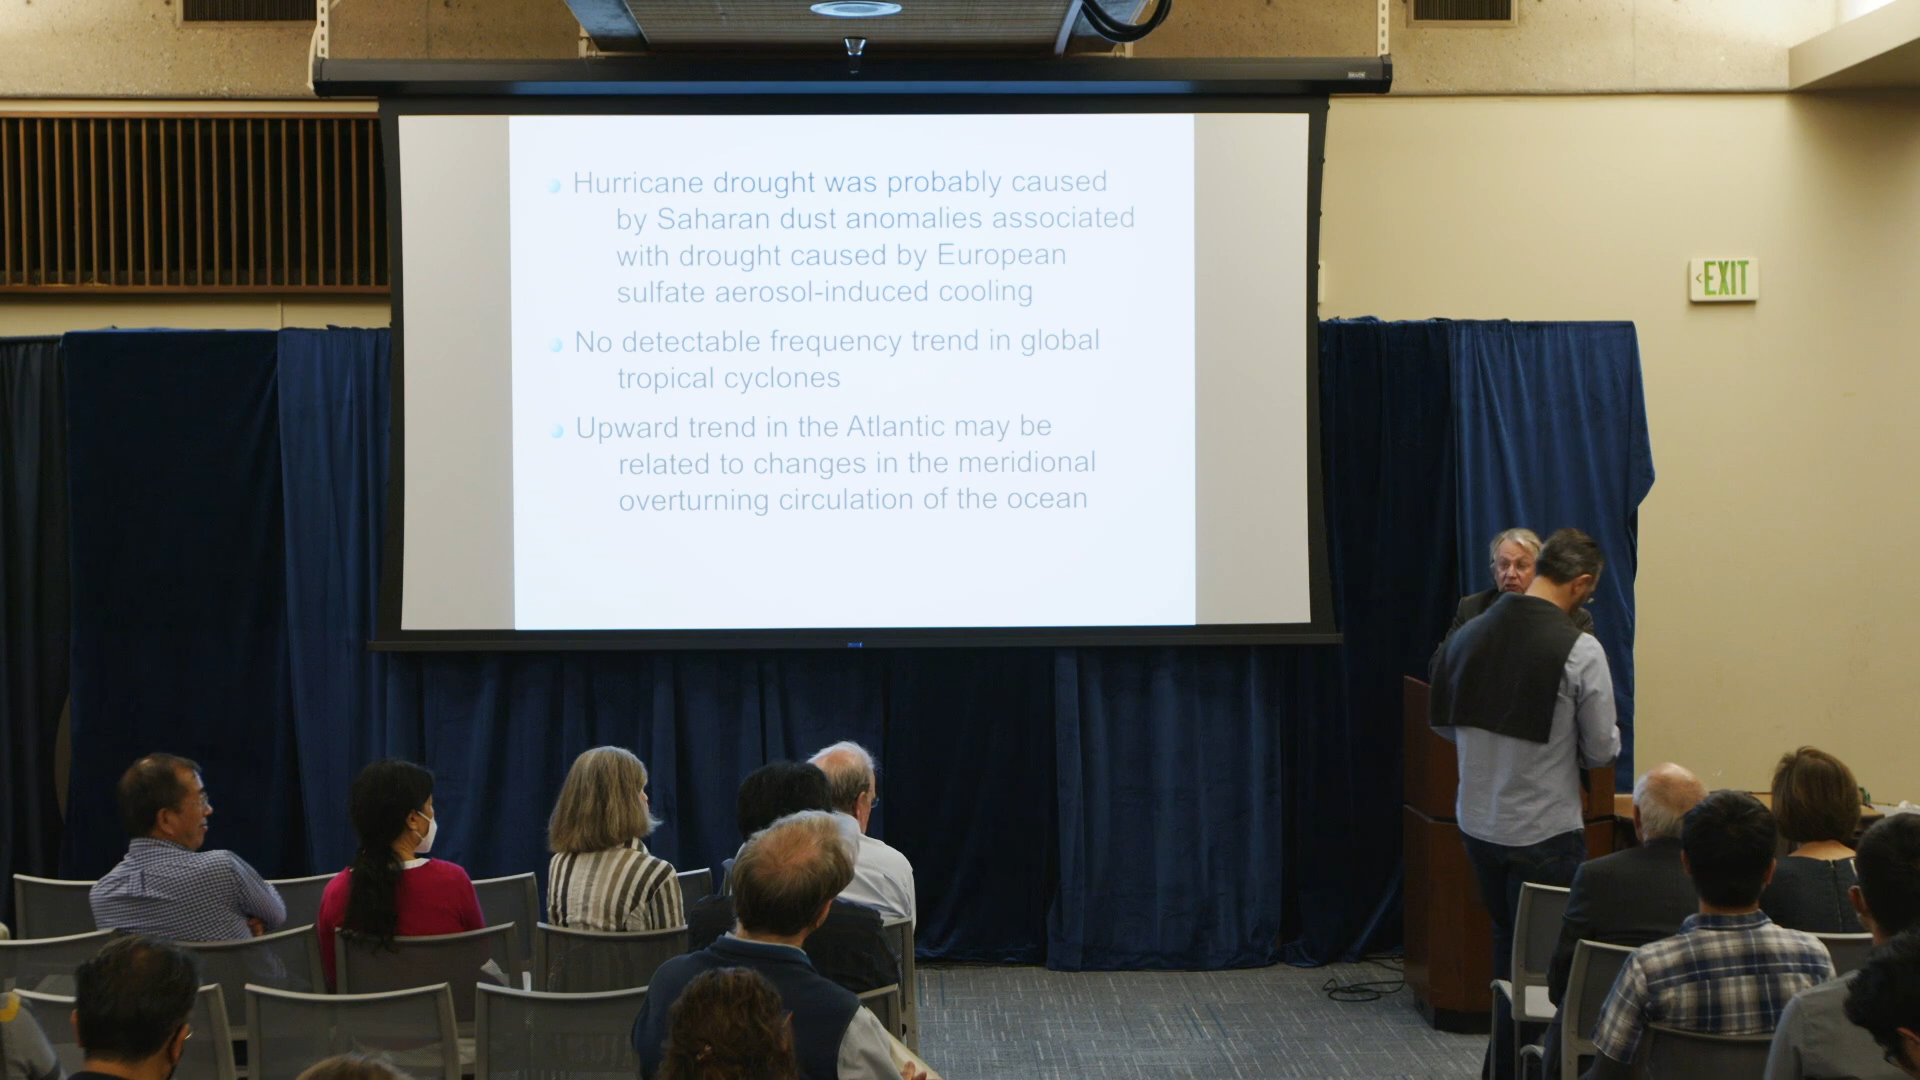 Hurricane drought was probably caused
by Saharan dust anomalies associated
with drought caused by European
sulfate aerosol-induced cooling
No detectable frequency trend in global
tropical cyclones
Upward trend in the Atlantic may be
related to changes in the meridional
overturning circulation of the ocean
<EXIT